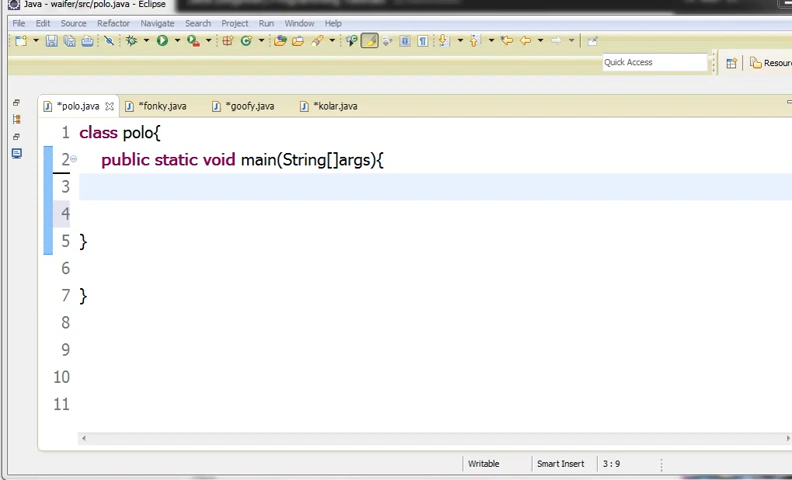 Java - waifer/src/polo.java - Eclipse
File Edit Source Refactor Navigate Search Project Run Window Help
Quick Access
Resour
*polo.java *fonky.java *goofy.java *kolar.java
1 class polo{
2 public static void main(String[]args){
3
4
5 }
6
7 }
8
9
10
11
Writable Smart Insert 3 : 9